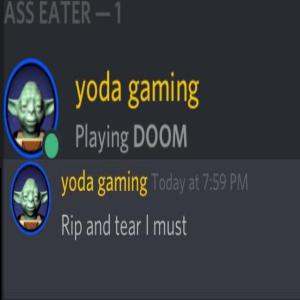 ASS EATER — 1
yoda gaming
Playing DOOM
yoda gaming Today at 7:59 PM
Rip and tear I must